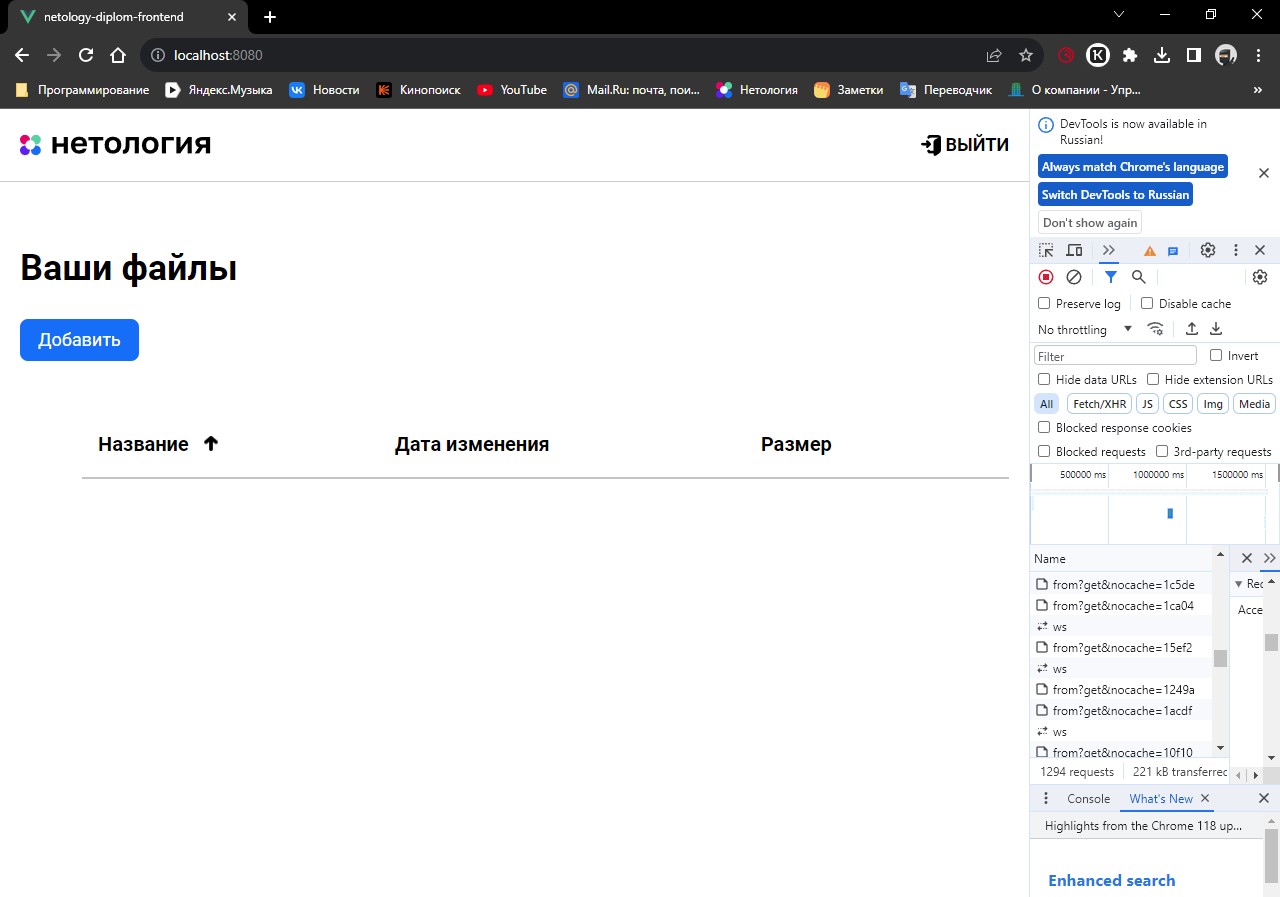 netology-diplom-frontend
localhost:8080
Программирование
Яндекс.Музыка
Новости
Кинопоиск
YouTube
Mail.Ru: почта, пои...
Нетология
Заметки
Переводчик
О компании - Упр...
нетология
ВЫЙТИ
Ваши файлы
Добавить
Название
Дата изменения
Размер
DevTools is now available in
Russian!
Always match Chrome's language
Switch DevTools to Russian
Don't show again
Preserve log
Disable cache
No throttling
Filter
Invert
Hide data URLs
Hide extension URLs
All
Fetch/XHR
JS
CSS
Img
Media
Blocked response cookies
Blocked requests
3rd-party requests
500000 ms
1000000 ms
1500000 ms
Name
Rec
Acce
from?get&nocache=1c5de
from?get&nocache=1ca04
ws
from?get&nocache=15ef2
ws
from?get&nocache=1249a
from?get&nocache=1acdf
ws
from?get&nocache=10f10
1294 requests
221 kB transferrec
Console
What's New
Highlights from the Chrome 118 up...
Enhanced search